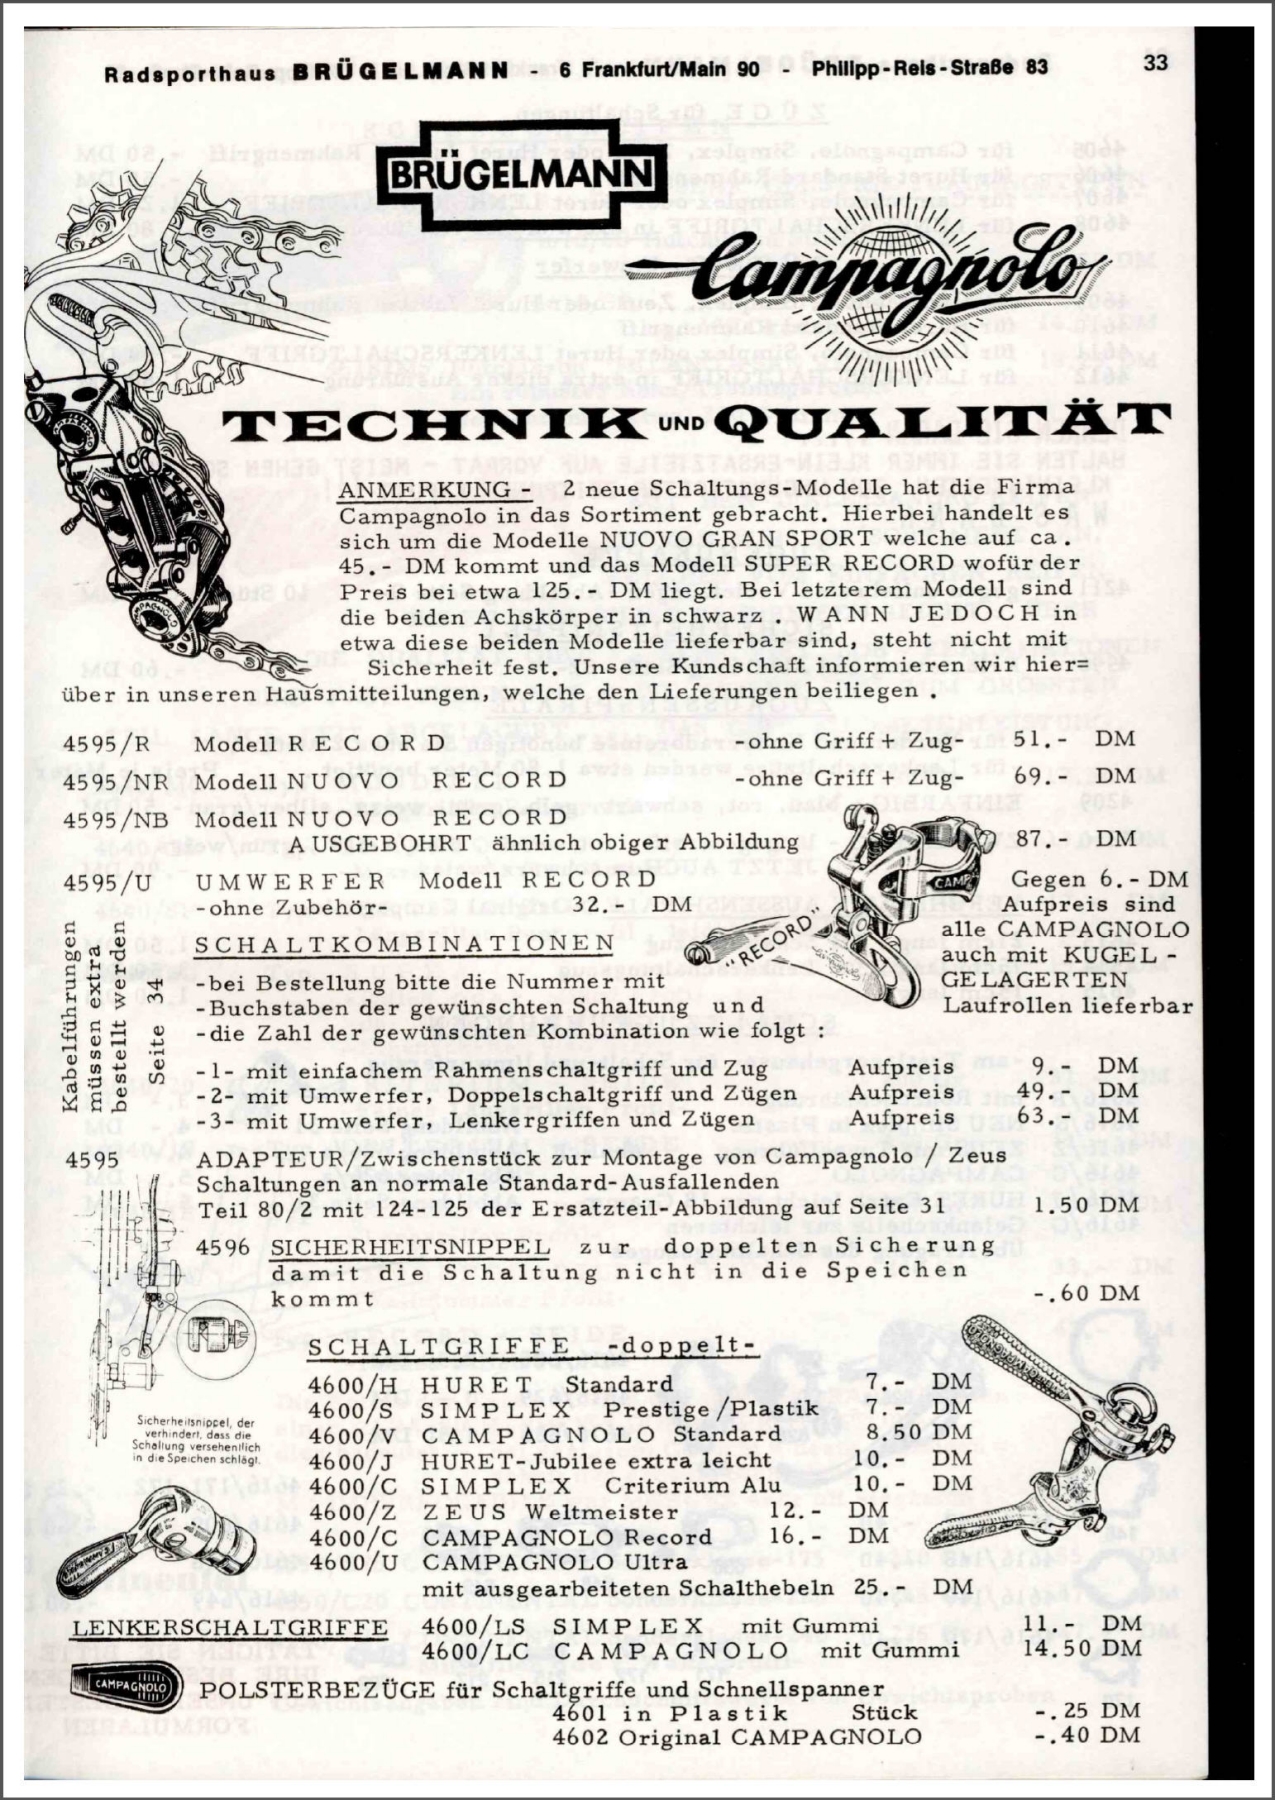 Radsporthaus BRÜGELMANN - 6 Frankfurt/Main 90 - Philipp-Reis-Straße 83 33
BRÜGELMANN
Campagnolo
TECHNIK UND QUALITÄT
ANMERKUNG - 2 neue Schaltungs-Modelle hat die Firma
Campagnolo in das Sortiment gebracht. Hierbei handelt es
sich um die Modelle NUOVO GRAN SPORT welche auf ca.
45.- DM kommt und das Modell SUPER RECORD wofür der
Preis bei etwa 125.- DM liegt. Bei letzterem Modell sind
die beiden Achskörper in schwarz . WANN JEDOCH in
etwa diese beiden Modelle lieferbar sind, steht nicht mit
Sicherheit fest. Unsere Kundschaft informieren wir hier=
über in unseren Hausmitteilungen, welche den Lieferungen beiliegen .
CAMPAGNOLO
4595/R Modell RECORD -ohne Griff + Zug- 51.- DM
4595/NR Modell NUOVO RECORD -ohne Griff + Zug- 69.- DM
4595/NB Modell NUOVO RECORD
AUSGEBOHRT ähnlich obiger Abbildung 87.- DM
4595/U UMWERFER Modell RECORD
-ohne Zubehör- 32.- DM
CAMP
"RECORD"
Gegen 6.- DM
Aufpreis sind
alle CAMPAGNOLO
auch mit KUGEL -
GELAGERTEN
Laufrollen lieferbar
Kabelführungen
müssen extra
bestellt werden
Seite 34
SCHALTKOMBINATIONEN
-bei Bestellung bitte die Nummer mit
-Buchstaben der gewünschten Schaltung und
-die Zahl der gewünschten Kombination wie folgt :
-1- mit einfachem Rahmenschaltgriff und Zug Aufpreis 9.- DM
-2- mit Umwerfer, Doppelschaltgriff und Zügen Aufpreis 49.- DM
-3- mit Umwerfer, Lenkergriffen und Zügen Aufpreis 63.- DM
4595 ADAPTEUR/Zwischenstück zur Montage von Campagnolo / Zeus
Schaltungen an normale Standard-Ausfallenden
Teil 80/2 mit 124-125 der Ersatzteil-Abbildung auf Seite 31 1.50 DM
4596 SICHERHEITSNIPPEL zur doppelten Sicherung
damit die Schaltung nicht in die Speichen
kommt -.60 DM
Sicherheitsnippel, der
verhindert, dass die
Schaltung versehentlich
in die Speichen schlägt.
SCHALTGRIFFE -doppelt-
4600/H HURET Standard 7.- DM
4600/S SIMPLEX Prestige /Plastik 7.- DM
4600/V CAMPAGNOLO Standard 8.50 DM
4600/J HURET-Jubilee extra leicht 10.- DM
4600/C SIMPLEX Criterium Alu 10.- DM
4600/Z ZEUS Weltmeister 12.- DM
4600/C CAMPAGNOLO Record 16.- DM
4600/U CAMPAGNOLO Ultra
mit ausgearbeiteten Schalthebeln 25.- DM
LENKERSCHALTGRIFFE 4600/LS SIMPLEX mit Gummi 11.- DM
4600/LC CAMPAGNOLO mit Gummi 14.50 DM
CAMPAGNOLO
POLSTERBEZÜGE für Schaltgriffe und Schnellspanner
4601 in Plastik Stück -.25 DM
4602 Original CAMPAGNOLO -.40 DM